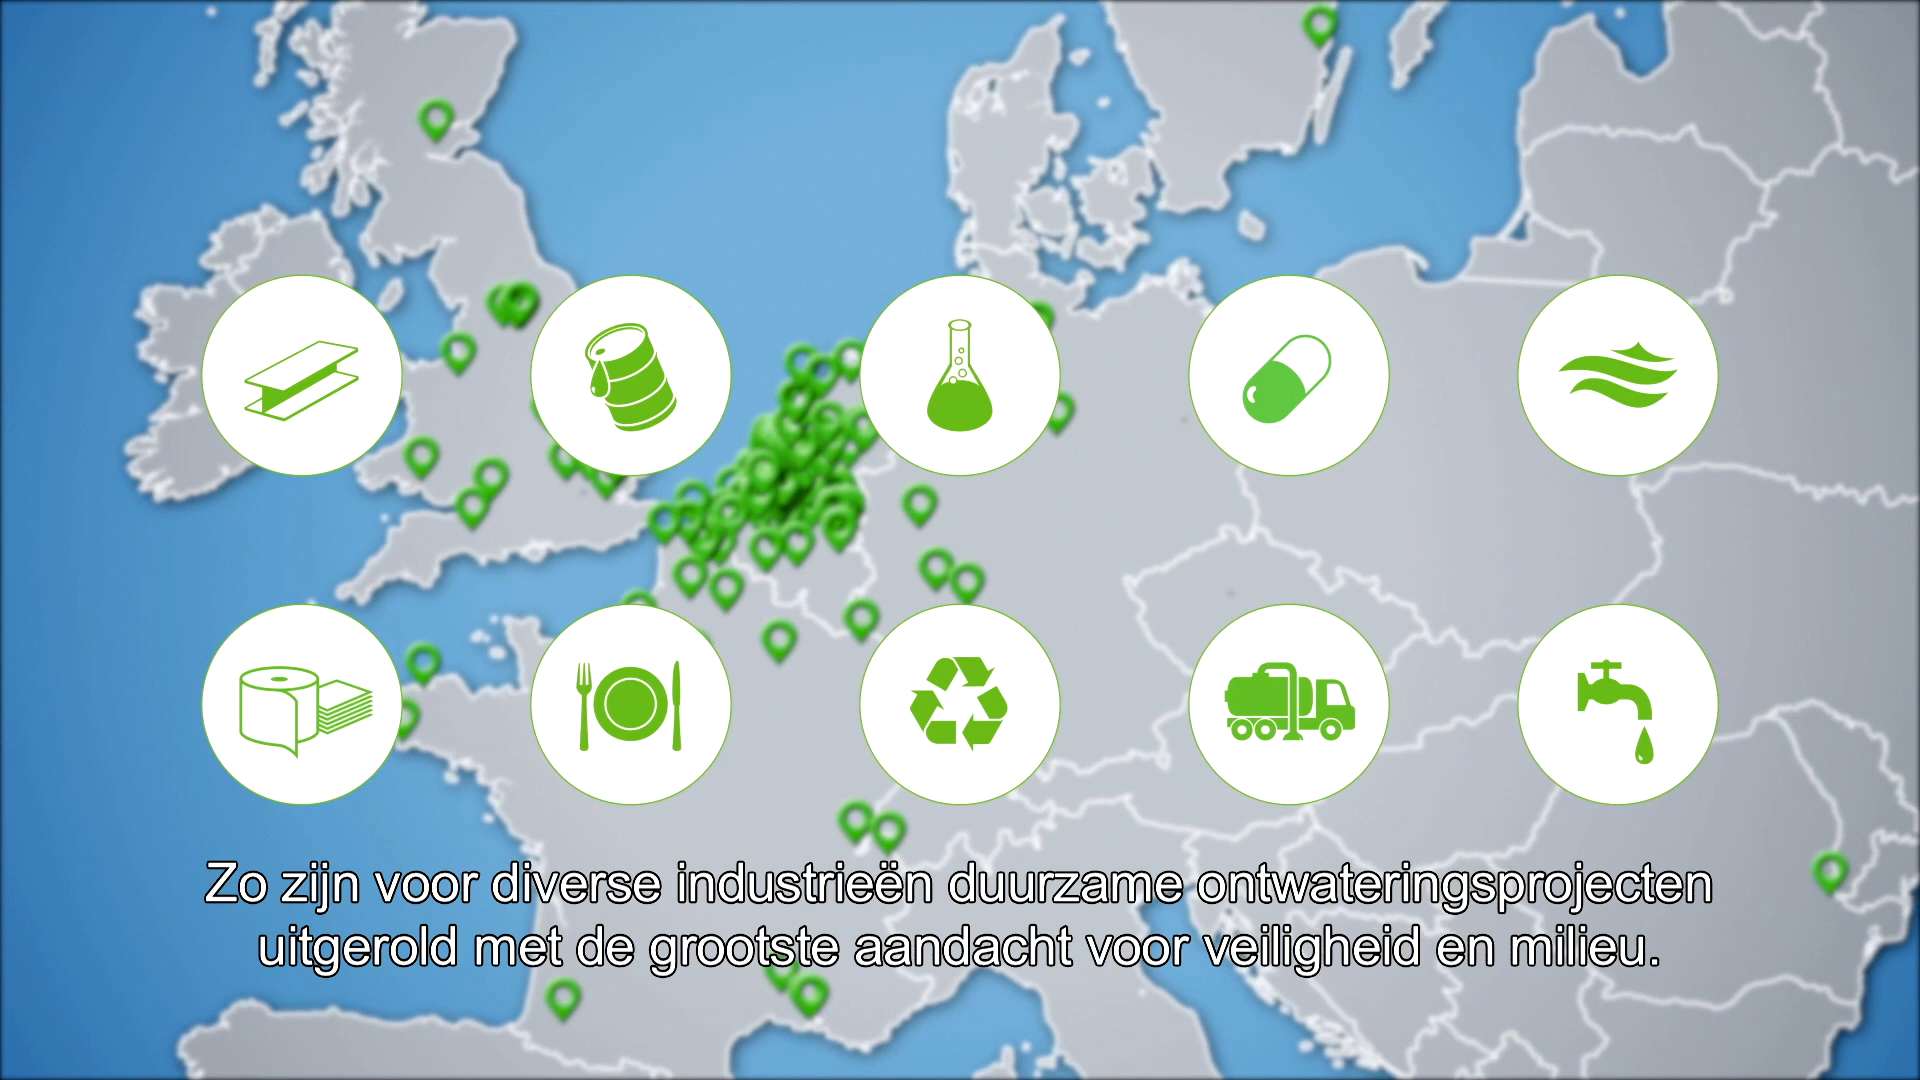 Zo zijn voor diverse industrieën duurzame ontwateringsprojecten
uitgerold met de grootste aandacht voor veiligheid en milieu.